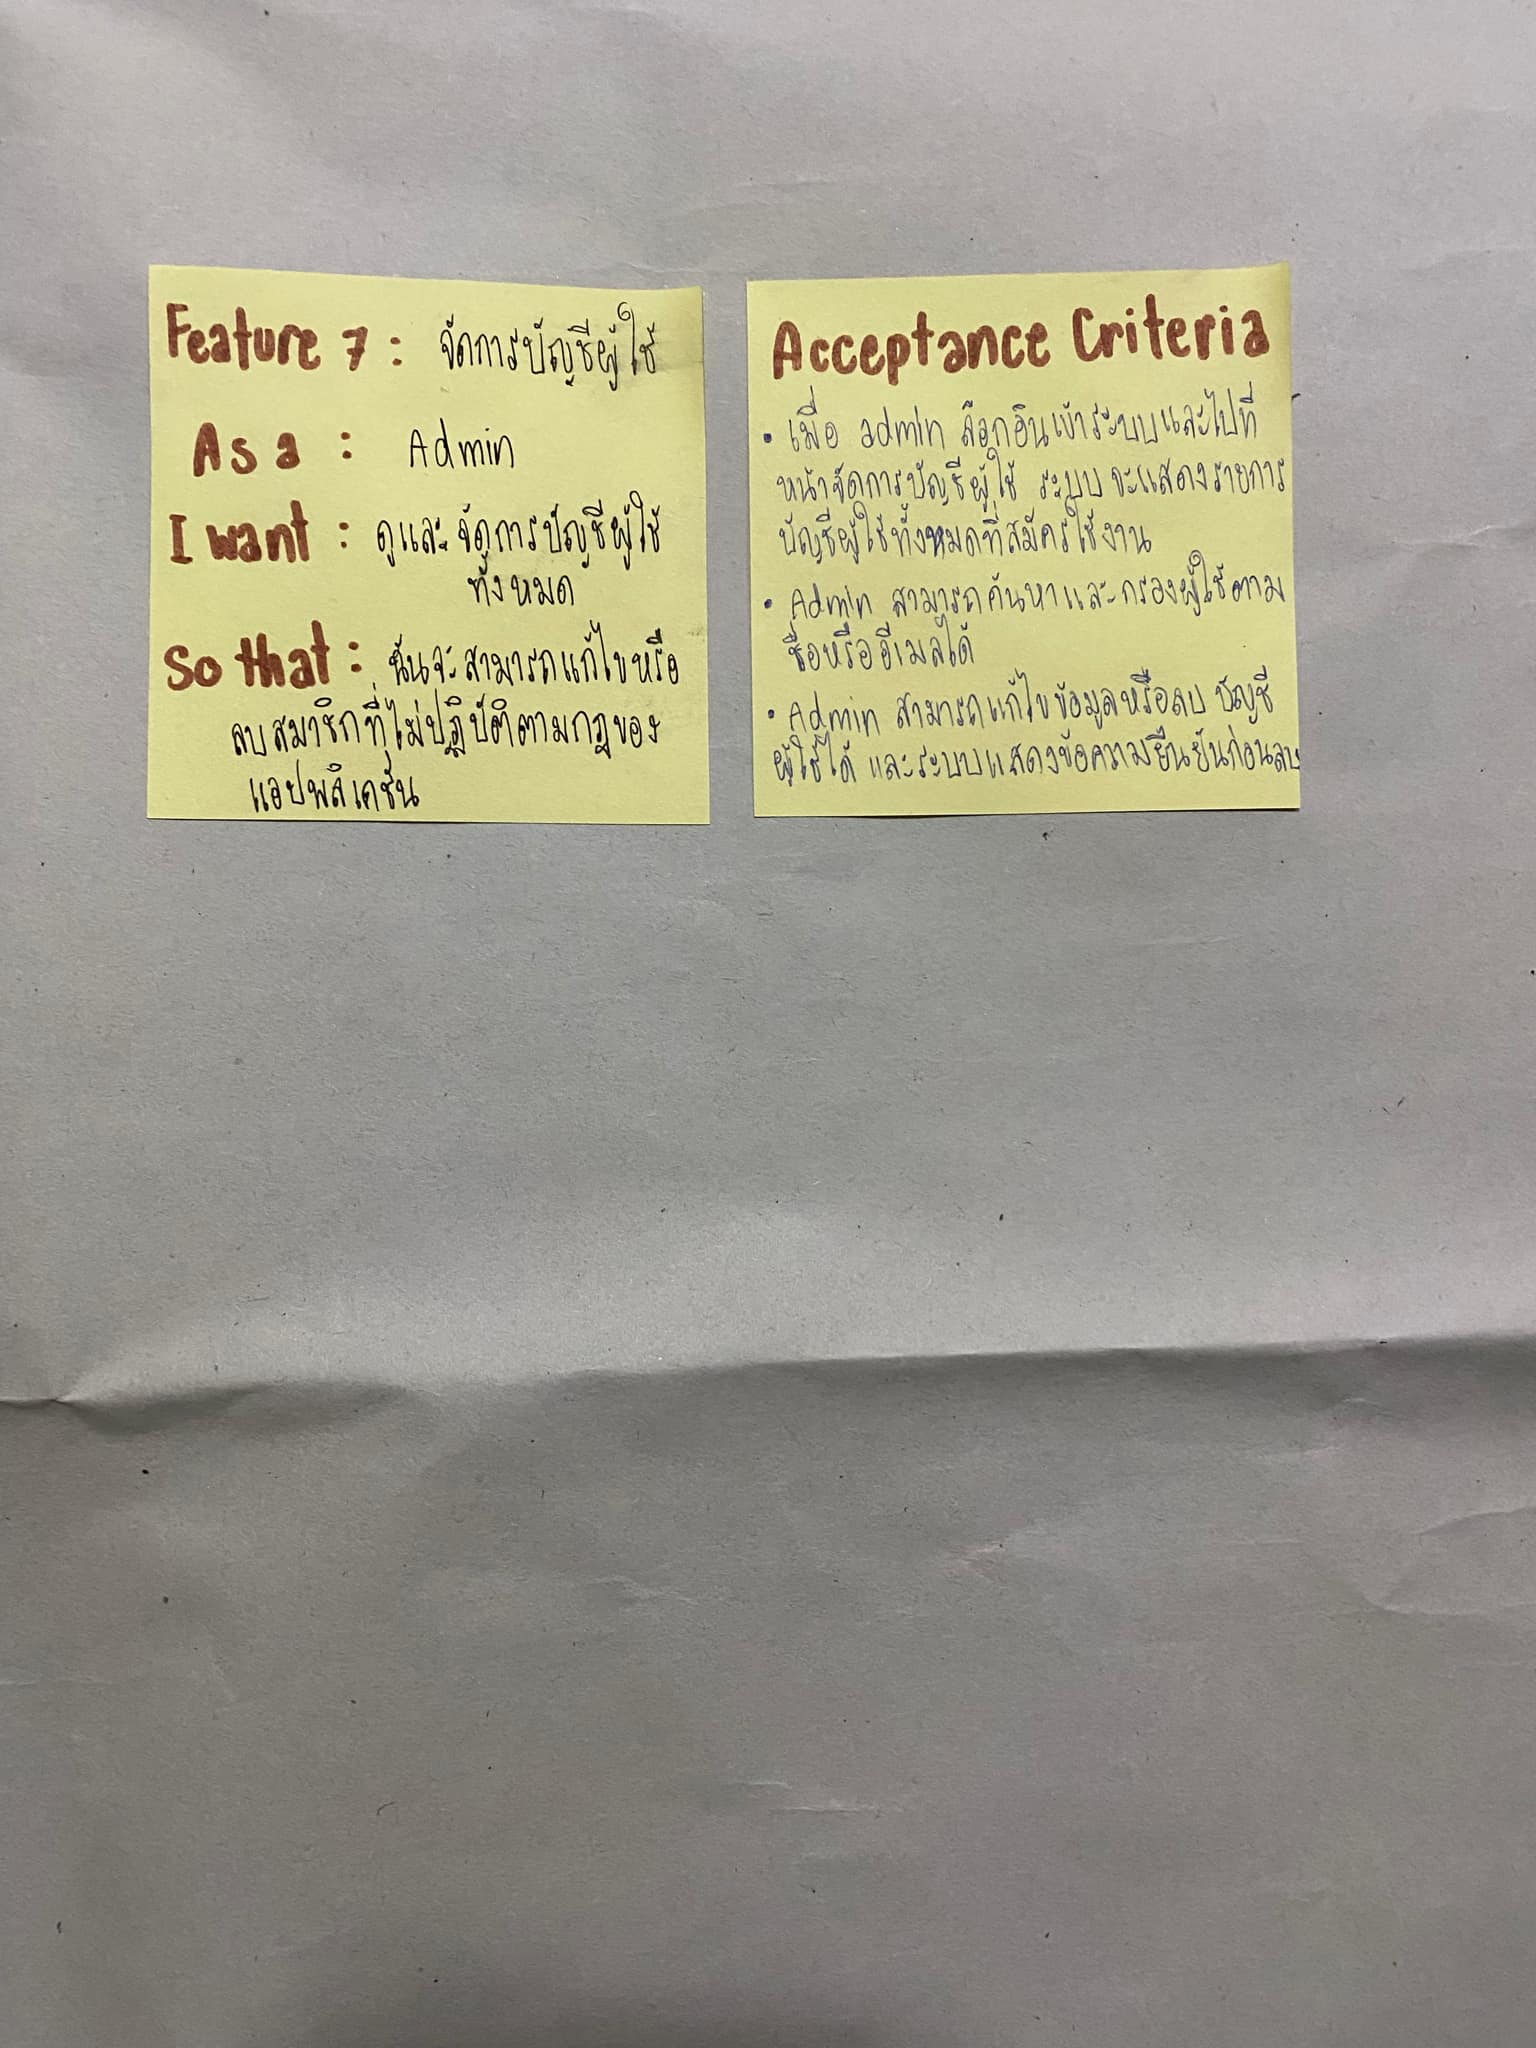 Feature 7 : จัดการบัญชีผู้ใช้
As a : Admin
I want : ดูและจัดการบัญชีผู้ใช้
ทั้งหมด
So that : ฉันจะสามารถแก้ไขหรือ
ลบสมาชิกที่ไม่ปฏิบัติตามกฎของ
แอปพลิเคชั่น
Acceptance Criteria
• เมื่อ admin ล็อกอินเข้าระบบและไปที่
หน้าจัดการบัญชีผู้ใช้ ระบบจะแสดงรายการ
บัญชีผู้ใช้ทั้งหมดที่สมัครใช้งาน
• Admin สามารถค้นหาและกรองผู้ใช้ตาม
ชื่อหรืออีเมลได้
• Admin สามารถแก้ไขข้อมูลหรือลบ บัญชี
ผู้ใช้ได้ และระบบแสดงข้อความยืนยันก่อนลบ